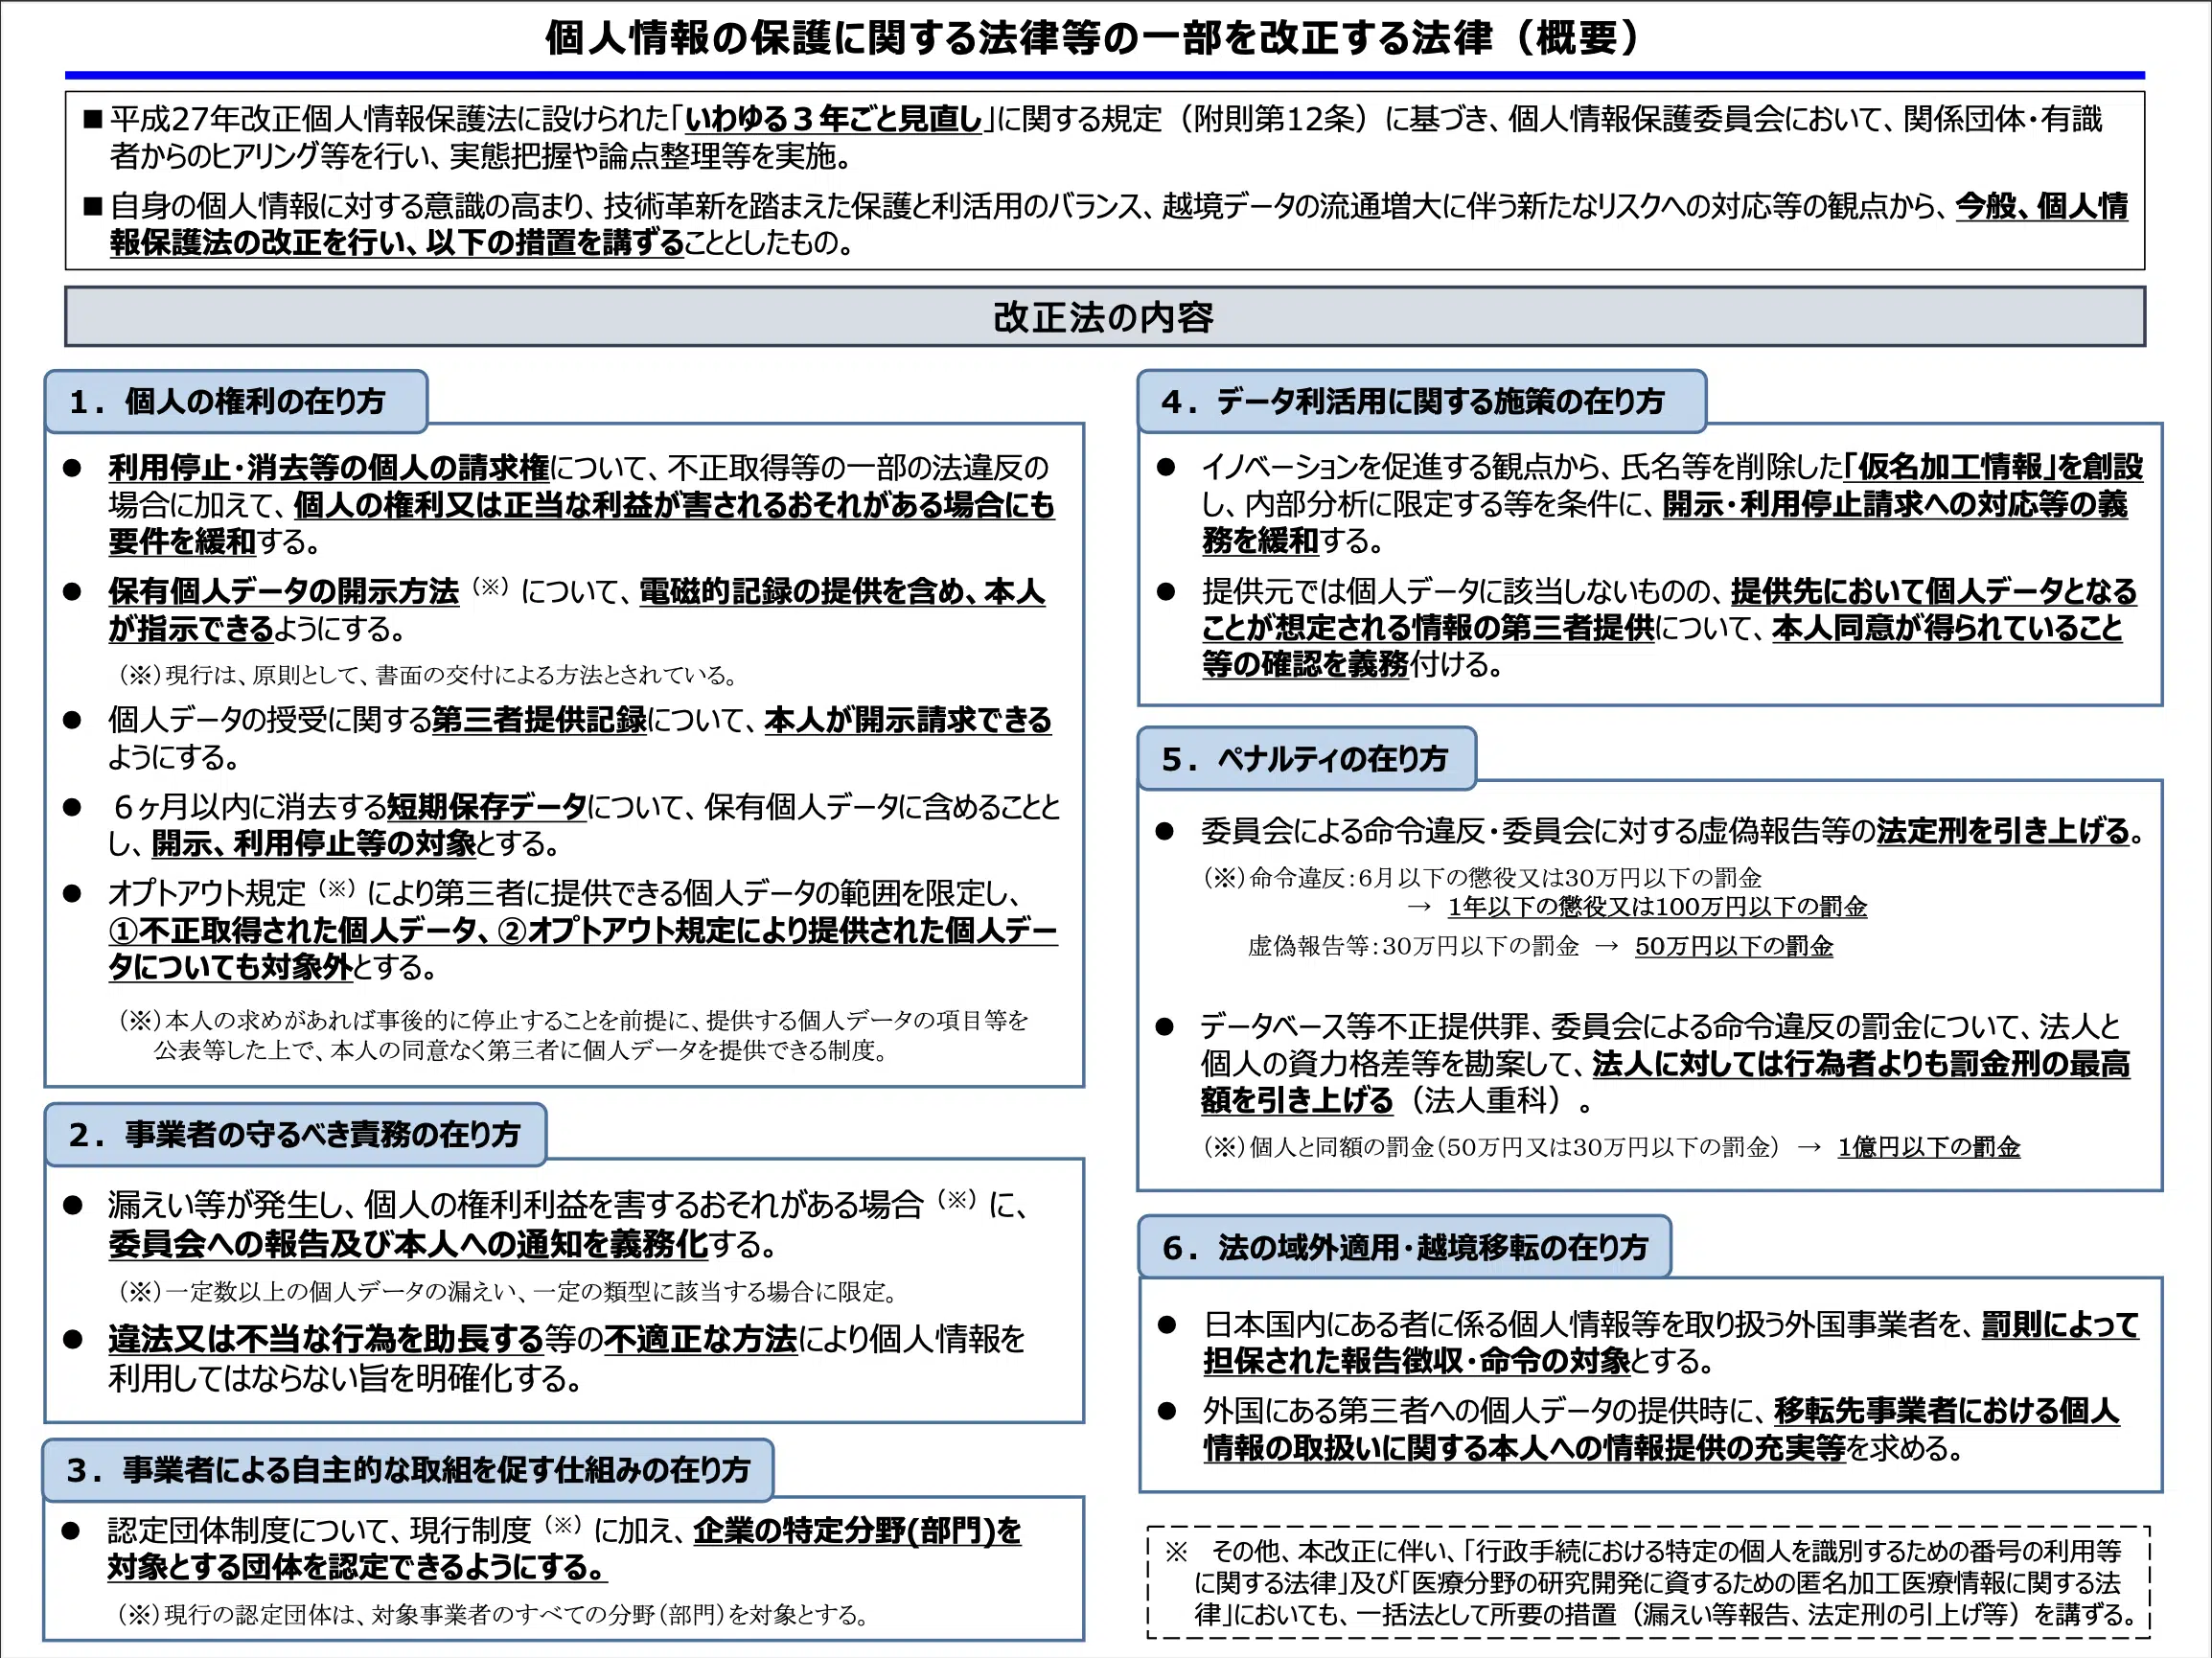 個人情報の保護に関する法律等の一部を改正する法律（概要）
■ 平成27年改正個人情報保護法に設けられた「いわゆる３年ごと見直し」に関する規定（附則第12条）に基づき、個人情報保護委員会において、関係団体・有識
者からのヒアリング等を行い、実態把握や論点整理等を実施。
■ 自身の個人情報に対する意識の高まり、技術革新を踏まえた保護と利活用のバランス、越境データの流通増大に伴う新たなリスクへの対応等の観点から、今般、個人情
報保護法の改正を行い、以下の措置を講ずることとしたもの。
改正法の内容
１．個人の権利の在り方
● 利用停止・消去等の個人の請求権について、不正取得等の一部の法違反の
場合に加えて、個人の権利又は正当な利益が害されるおそれがある場合にも
要件を緩和する。
● 保有個人データの開示方法（※）について、電磁的記録の提供を含め、本人
が指示できるようにする。
（※）現行は、原則として、書面の交付による方法とされている。
● 個人データの授受に関する第三者提供記録について、本人が開示請求できる
ようにする。
● ６ヶ月以内に消去する短期保存データについて、保有個人データに含めることと
し、開示、利用停止等の対象とする。
● オプトアウト規定（※）により第三者に提供できる個人データの範囲を限定し、
①不正取得された個人データ、②オプトアウト規定により提供された個人デー
タについても対象外とする。
（※）本人の求めがあれば事後的に停止することを前提に、提供する個人データの項目等を
公表等した上で、本人の同意なく第三者に個人データを提供できる制度。
２．事業者の守るべき責務の在り方
● 漏えい等が発生し、個人の権利利益を害するおそれがある場合（※）に、
委員会への報告及び本人への通知を義務化する。
（※）一定数以上の個人データの漏えい、一定の類型に該当する場合に限定。
● 違法又は不当な行為を助長する等の不適正な方法により個人情報を
利用してはならない旨を明確化する。
３．事業者による自主的な取組を促す仕組みの在り方
● 認定団体制度について、現行制度（※）に加え、企業の特定分野(部門)を
対象とする団体を認定できるようにする。
（※）現行の認定団体は、対象事業者のすべての分野（部門）を対象とする。
４．データ利活用に関する施策の在り方
● イノベーションを促進する観点から、氏名等を削除した「仮名加工情報」を創設
し、内部分析に限定する等を条件に、開示・利用停止請求への対応等の義
務を緩和する。
● 提供元では個人データに該当しないものの、提供先において個人データとなる
ことが想定される情報の第三者提供について、本人同意が得られていること
等の確認を義務付ける。
５．ペナルティの在り方
● 委員会による命令違反・委員会に対する虚偽報告等の法定刑を引き上げる。
（※）命令違反：6月以下の懲役又は30万円以下の罰金
→ 1年以下の懲役又は100万円以下の罰金
虚偽報告等：30万円以下の罰金 → 50万円以下の罰金
● データベース等不正提供罪、委員会による命令違反の罰金について、法人と
個人の資力格差等を勘案して、法人に対しては行為者よりも罰金刑の最高
額を引き上げる（法人重科）。
（※）個人と同額の罰金（50万円又は30万円以下の罰金） → 1億円以下の罰金
６．法の域外適用・越境移転の在り方
● 日本国内にある者に係る個人情報等を取り扱う外国事業者を、罰則によって
担保された報告徴収・命令の対象とする。
● 外国にある第三者への個人データの提供時に、移転先事業者における個人
情報の取扱いに関する本人への情報提供の充実等を求める。
※ その他、本改正に伴い、「行政手続における特定の個人を識別するための番号の利用等
に関する法律」及び「医療分野の研究開発に資するための匿名加工医療情報に関する法
律」においても、一括法として所要の措置（漏えい等報告、法定刑の引上げ等）を講ずる。